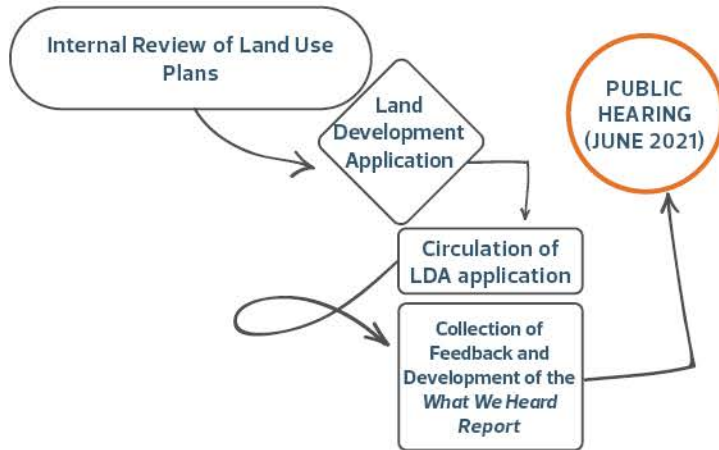 Internal Review of Land Use
Plans
Land
Development
Application
Circulation of
LDA application
Collection of
Feedback and
Development of the
What We Heard
Report
PUBLIC
HEARING
(JUNE 2021)